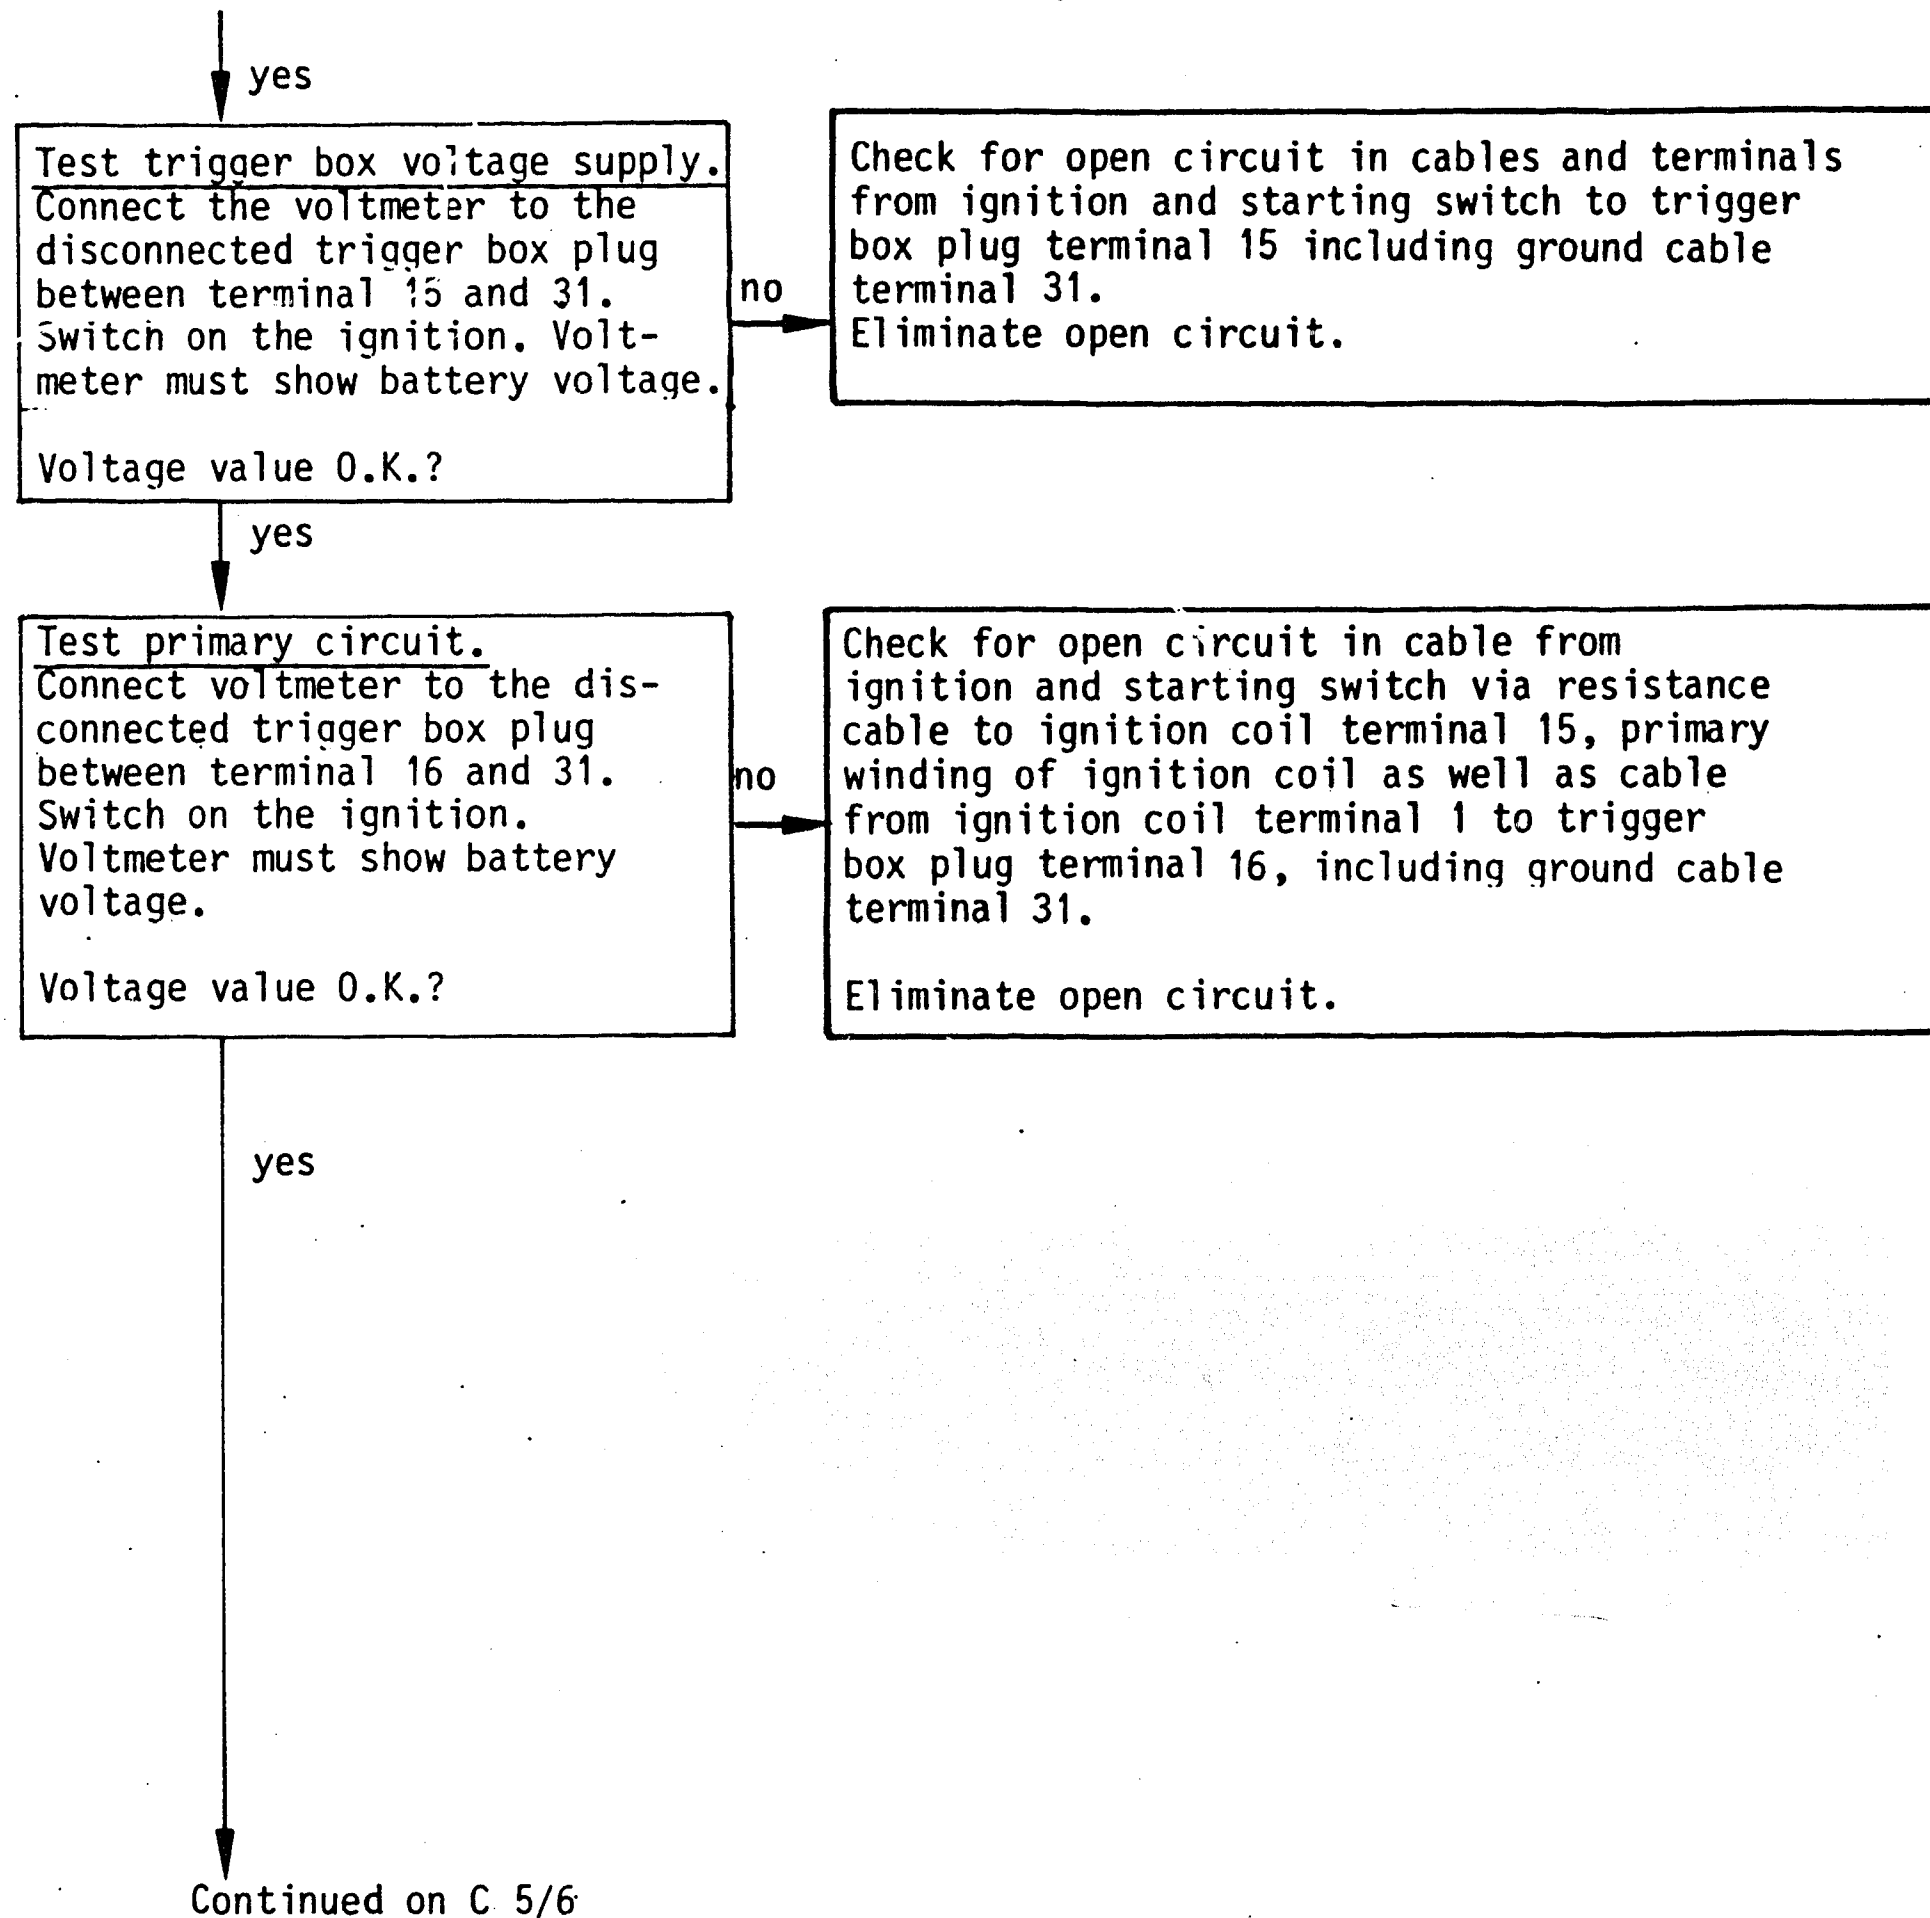 yes
Test trigger box voltage supply.
Connect the voltmeter to the
disconnected trigger box plug
between terminal 15 and 31.
Switch on the ignition. Volt-
meter must show battery voltage.
Voltage value O.K.?
no
Check for open circuit in cables and terminals
from ignition and starting switch to trigger
box plug terminal 15 including ground cable
terminal 31.
Eliminate open circuit.
yes
Test primary circuit.
Connect voltmeter to the dis-
connected trigger box plug
between terminal 16 and 31.
Switch on the ignition.
Voltmeter must show battery
voltage.
Voltage value O.K.?
no
Check for open circuit in cable from
ignition and starting switch via resistance
cable to ignition coil terminal 15, primary
winding of ignition coil as well as cable
from ignition coil terminal 1 to trigger
box plug terminal 16, including ground cable
terminal 31.
Eliminate open circuit.
yes
Continued on C 5/6